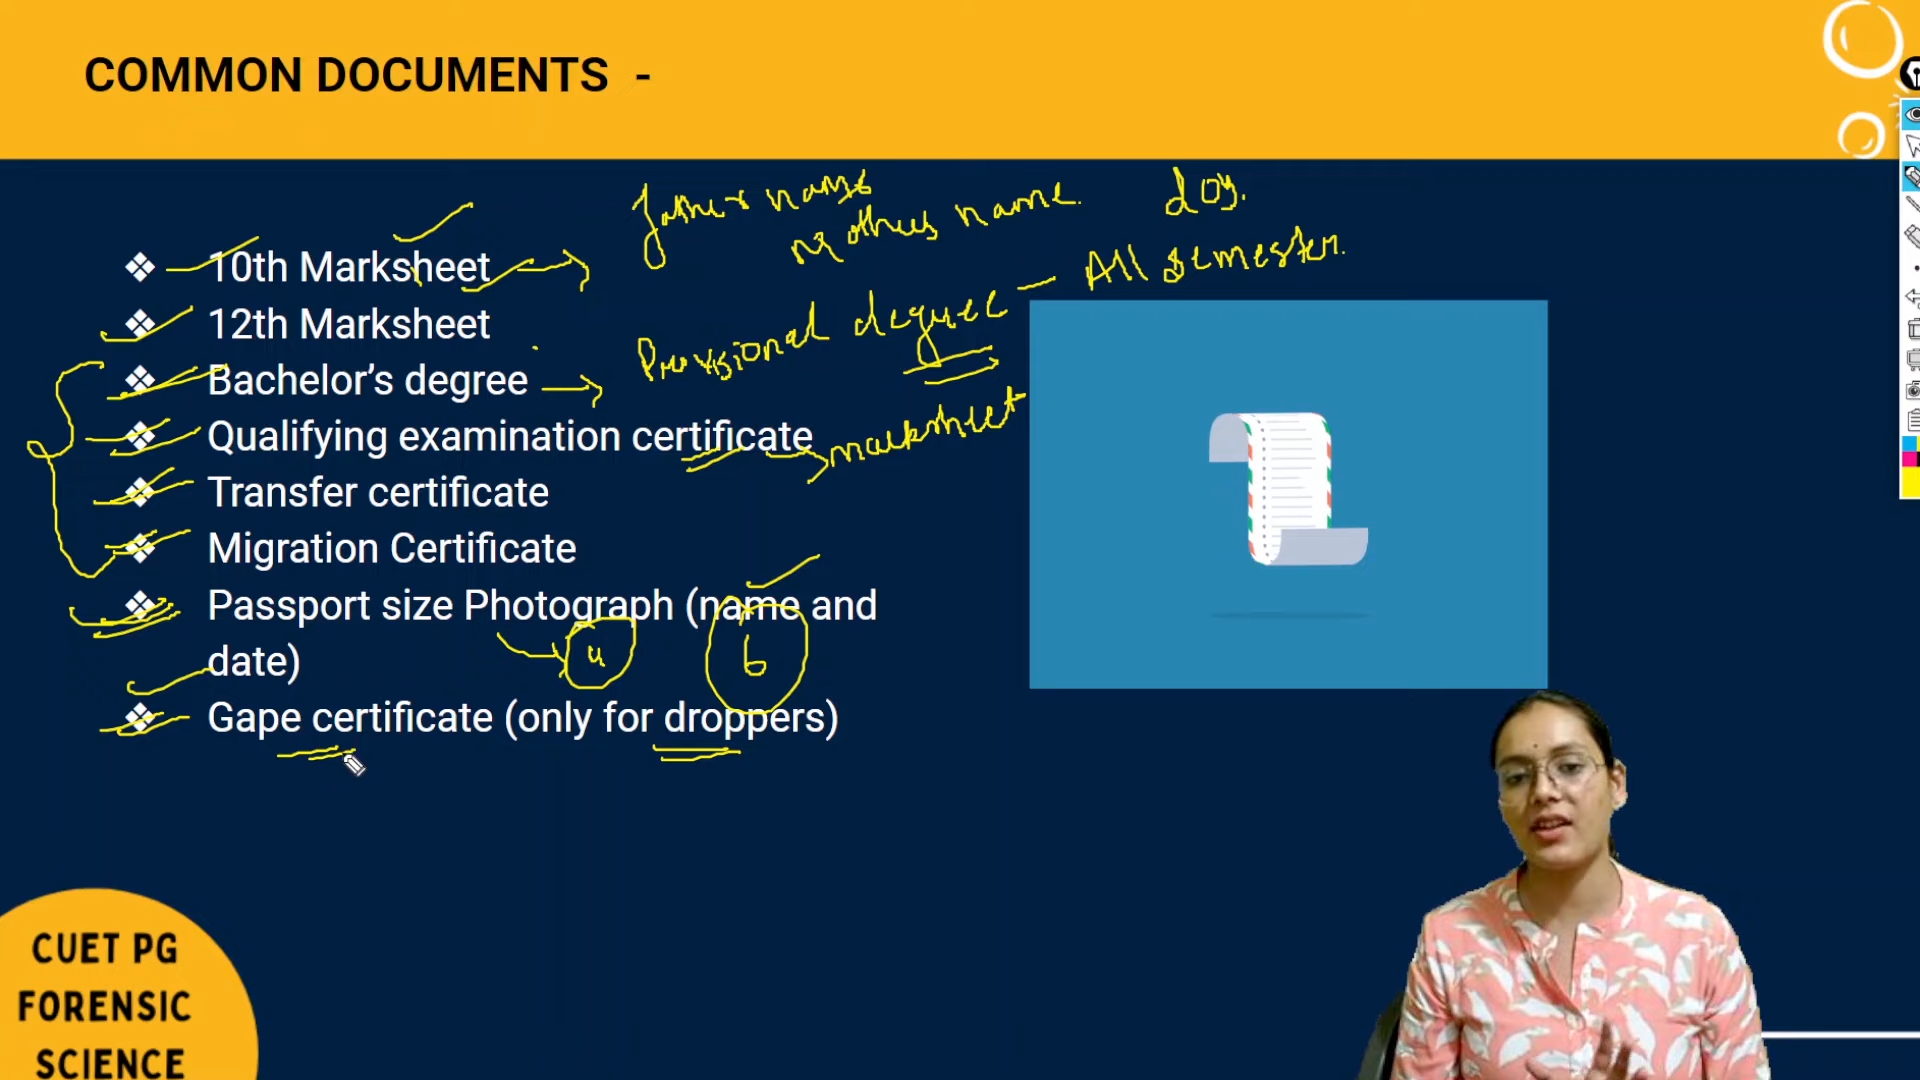 COMMON DOCUMENTS -
name
Mothers name.
All semester.
❖ 10th Marksheet
❖ 12th Marksheet
Provisional degree -
❖ Bachelor's degree
marksheet
❖ Qualifying examination certificate
❖ Transfer certificate
❖ Migration Certificate
❖ Passport size Photograph (name and
date)
4
6
❖ Gape certificate (only for droppers)
CUET PG
FORENSIC
SCIENCE